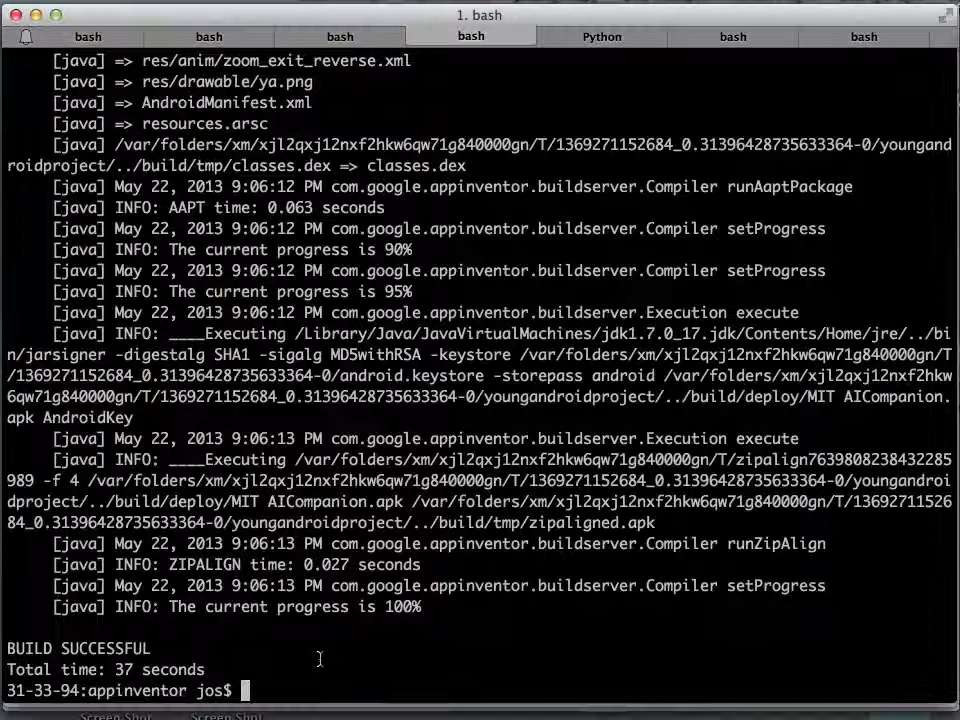 1. bash
bash bash bash bash Python bash bash
[java] => res/anim/zoom_exit_reverse.xml
[java] => res/drawable/ya.png
[java] => AndroidManifest.xml
[java] => resources.arsc
[java] /var/folders/xm/xjl2qxj12nxf2hkw6qw71g840000gn/T/1369271152684_0.31396428735633364-0/youngand
roidproject/../build/tmp/classes.dex => classes.dex
[java] May 22, 2013 9:06:12 PM com.google.appinventor.buildserver.Compiler runAaptPackage
[java] INFO: AAPT time: 0.063 seconds
[java] May 22, 2013 9:06:12 PM com.google.appinventor.buildserver.Compiler setProgress
[java] INFO: The current progress is 90%
[java] May 22, 2013 9:06:12 PM com.google.appinventor.buildserver.Compiler setProgress
[java] INFO: The current progress is 95%
[java] May 22, 2013 9:06:12 PM com.google.appinventor.buildserver.Execution execute
[java] INFO: ____Executing /Library/Java/JavaVirtualMachines/jdk1.7.0_17.jdk/Contents/Home/jre/../bi
n/jarsigner -digestalg SHA1 -sigalg MD5withRSA -keystore /var/folders/xm/xjl2qxj12nxf2hkw6qw71g840000gn/T
/1369271152684_0.31396428735633364-0/android.keystore -storepass android /var/folders/xm/xjl2qxj12nxf2hkw
6qw71g840000gn/T/1369271152684_0.31396428735633364-0/youngandroidproject/../build/deploy/MIT AICompanion.
apk AndroidKey
[java] May 22, 2013 9:06:13 PM com.google.appinventor.buildserver.Execution execute
[java] INFO: ____Executing /var/folders/xm/xjl2qxj12nxf2hkw6qw71g840000gn/T/zipalign7639808238432285
989 -f 4 /var/folders/xm/xjl2qxj12nxf2hkw6qw71g840000gn/T/1369271152684_0.31396428735633364-0/youngandroi
dproject/../build/deploy/MIT AICompanion.apk /var/folders/xm/xjl2qxj12nxf2hkw6qw71g840000gn/T/13692711526
84_0.31396428735633364-0/youngandroidproject/../build/tmp/zipaligned.apk
[java] May 22, 2013 9:06:13 PM com.google.appinventor.buildserver.Compiler runZipAlign
[java] INFO: ZIPALIGN time: 0.027 seconds
[java] May 22, 2013 9:06:13 PM com.google.appinventor.buildserver.Compiler setProgress
[java] INFO: The current progress is 100%
BUILD SUCCESSFUL
Total time: 37 seconds
31-33-94:appinventor jos$
Screen Shot Screen Shot